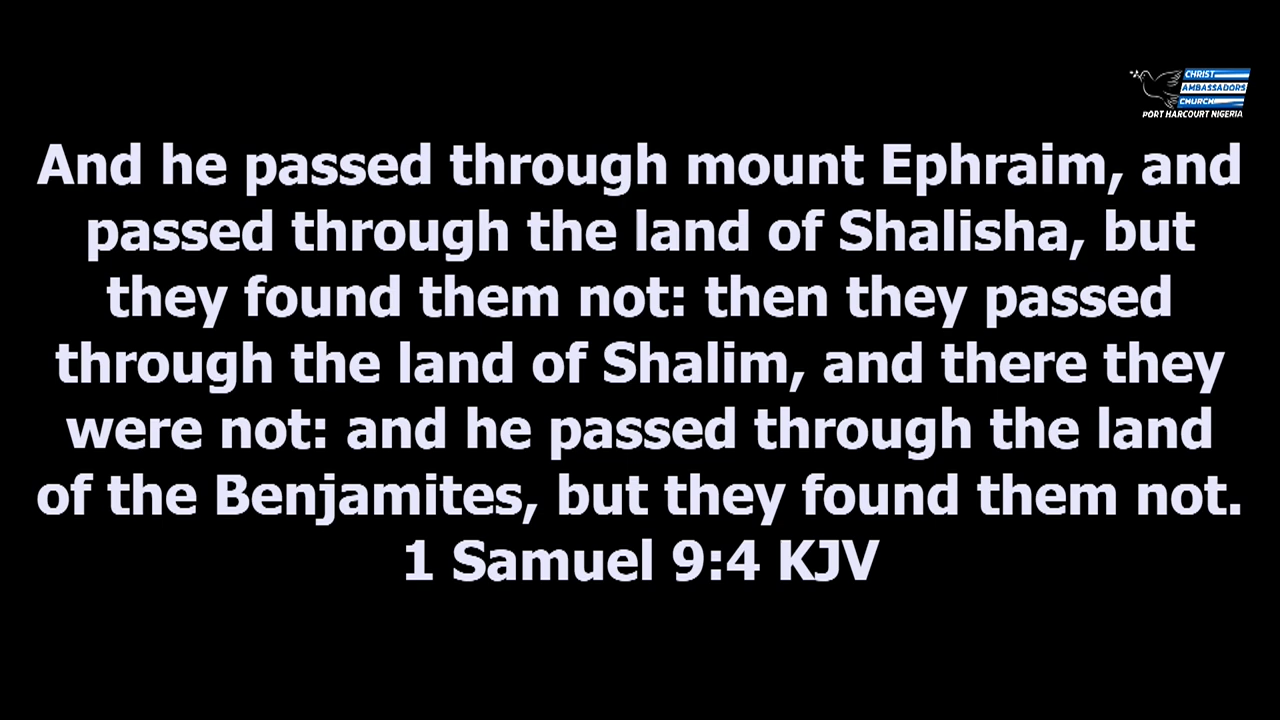 CHRIST
AMBASSADORS
CHURCH
PORT HARCOURT NIGERIA
And he passed through mount Ephraim, and
passed through the land of Shalisha, but
they found them not: then they passed
through the land of Shalim, and there they
were not: and he passed through the land
of the Benjamites, but they found them not.
1 Samuel 9:4 KJV